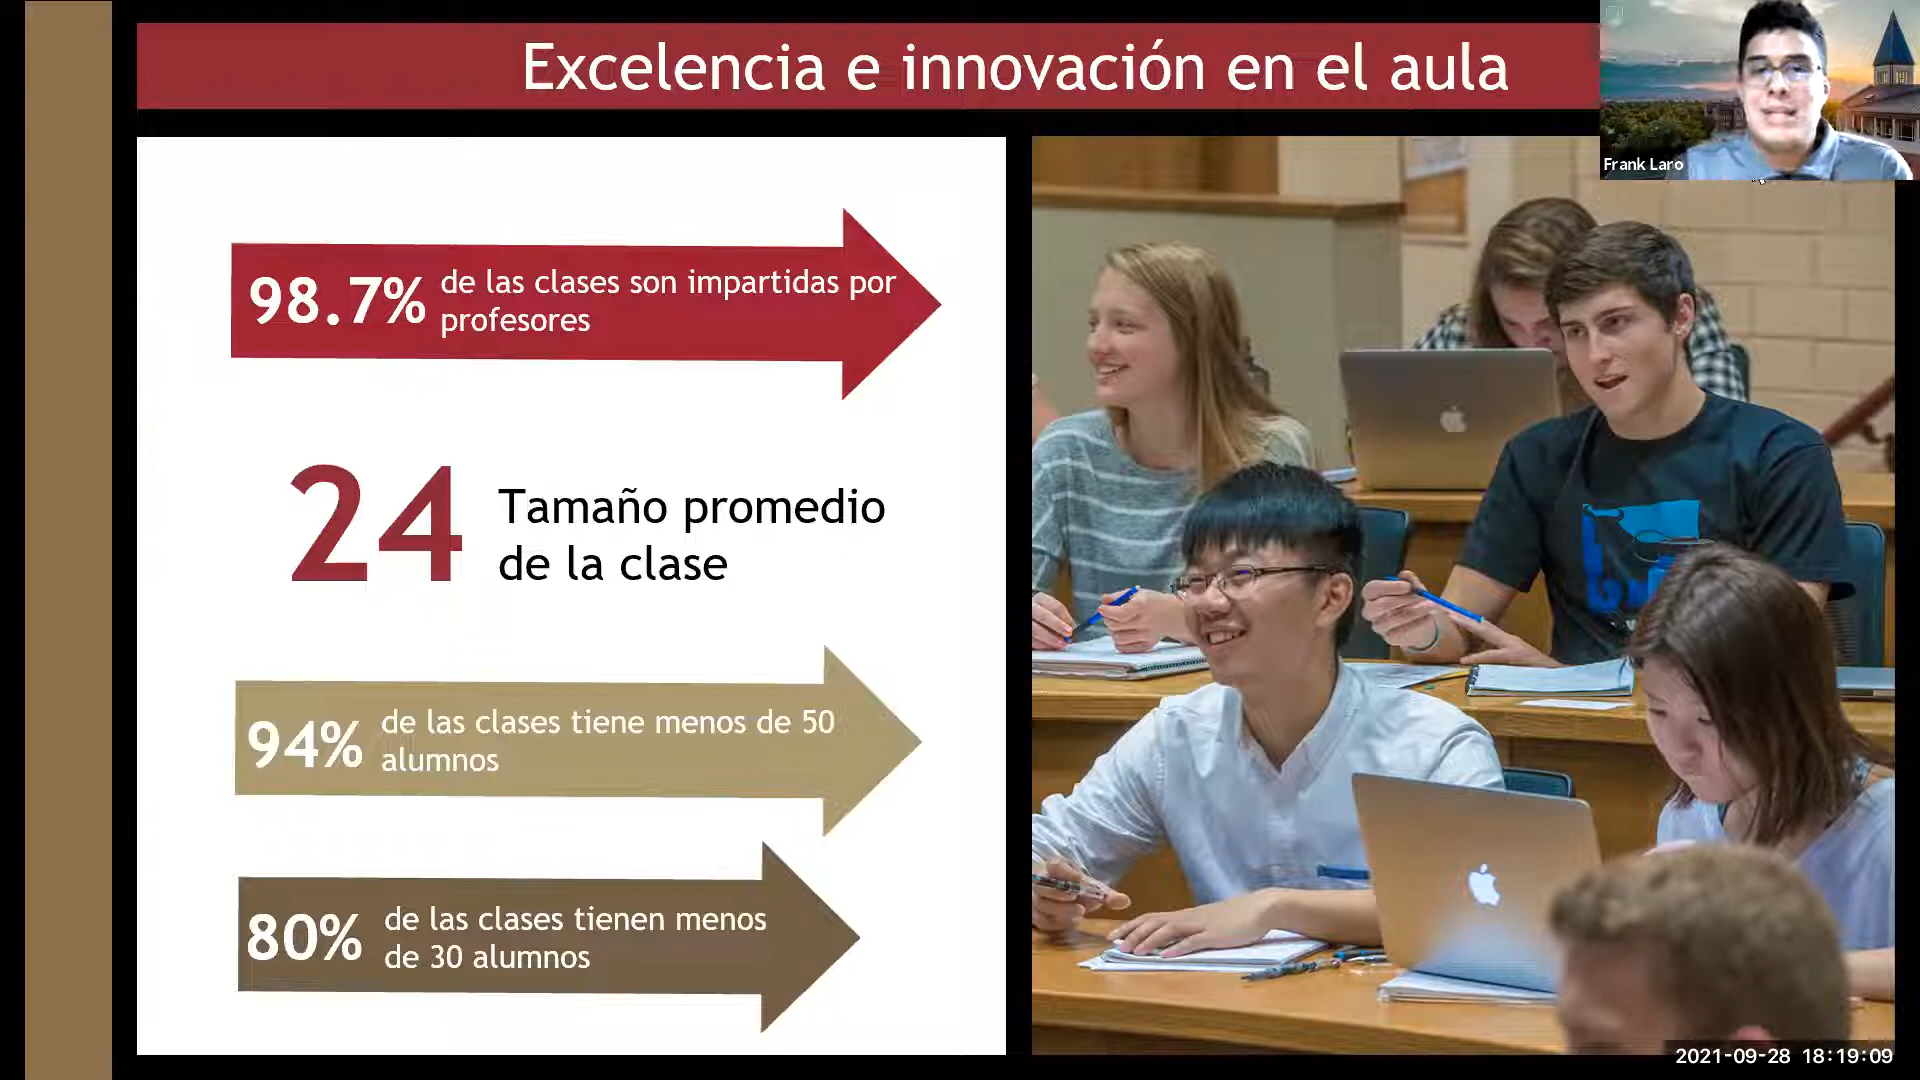 Excelencia e innovación en el aula
Frank Laro
98.7% de las clases son impartidas por
profesores
24 Tamaño promedio
de la clase
94% de las clases tiene menos de 50
alumnos
80% de las clases tienen menos
de 30 alumnos
2021-09-28 18:19:09